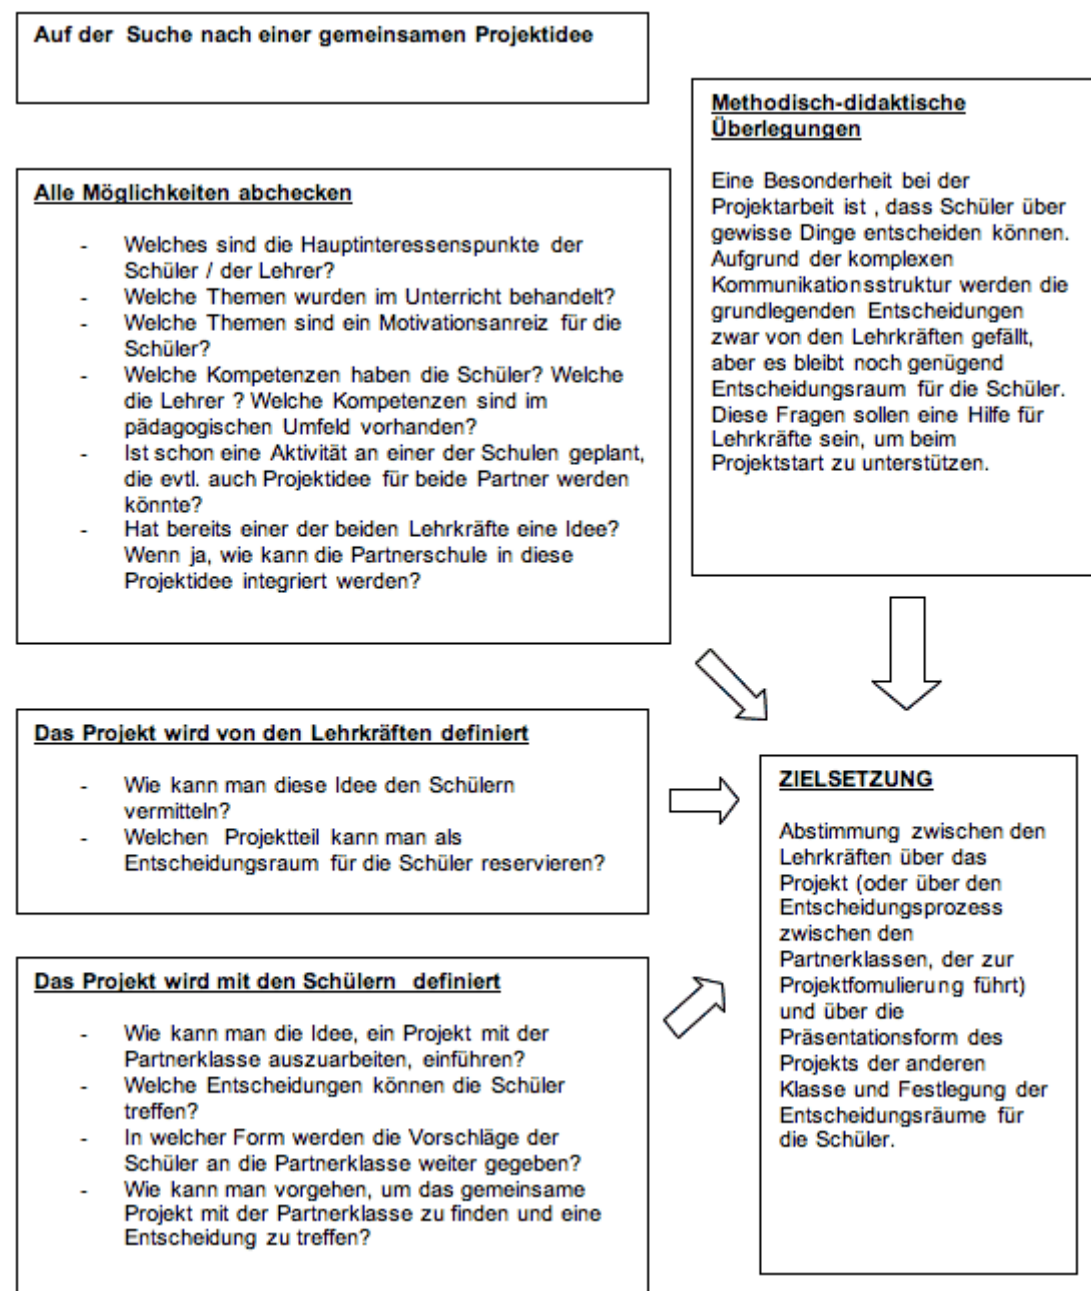 Auf der Suche nach einer gemeinsamen Projektidee
Alle Möglichkeiten abchecken
- Welches sind die Hauptinteressenspunkte der
Schüler / der Lehrer?
- Welche Themen wurden im Unterricht behandelt?
- Welche Themen sind ein Motivationsanreiz für die
Schüler?
- Welche Kompetenzen haben die Schüler? Welche
die Lehrer ? Welche Kompetenzen sind im
pädagogischen Umfeld vorhanden?
- Ist schon eine Aktivität an einer der Schulen geplant,
die evtl. auch Projektidee für beide Partner werden
könnte?
- Hat bereits einer der beiden Lehrkräfte eine Idee?
Wenn ja, wie kann die Partnerschule in diese
Projektidee integriert werden?
Methodisch-didaktische
Überlegungen
Eine Besonderheit bei der
Projektarbeit ist , dass Schüler über
gewisse Dinge entscheiden können.
Aufgrund der komplexen
Kommunikationsstruktur werden die
grundlegenden Entscheidungen
zwar von den Lehrkräften gefällt,
aber es bleibt noch genügend
Entscheidungsraum für die Schüler.
Diese Fragen sollen eine Hilfe für
Lehrkräfte sein, um beim
Projektstart zu unterstützen.
Das Projekt wird von den Lehrkräften definiert
- Wie kann man diese Idee den Schülern
vermitteln?
- Welchen Projektteil kann man als
Entscheidungsraum für die Schüler reservieren?
Das Projekt wird mit den Schülern definiert
- Wie kann man die Idee, ein Projekt mit der
Partnerklasse auszuarbeiten, einführen?
- Welche Entscheidungen können die Schüler
treffen?
- In welcher Form werden die Vorschläge der
Schüler an die Partnerklasse weiter gegeben?
- Wie kann man vorgehen, um das gemeinsame
Projekt mit der Partnerklasse zu finden und eine
Entscheidung zu treffen?
ZIELSETZUNG
Abstimmung zwischen den
Lehrkräften über das
Projekt (oder über den
Entscheidungsprozess
zwischen den
Partnerklassen, der zur
Projektfomulierung führt)
und über die
Präsentationsform des
Projekts der anderen
Klasse und Festlegung der
Entscheidungsräume für
die Schüler.